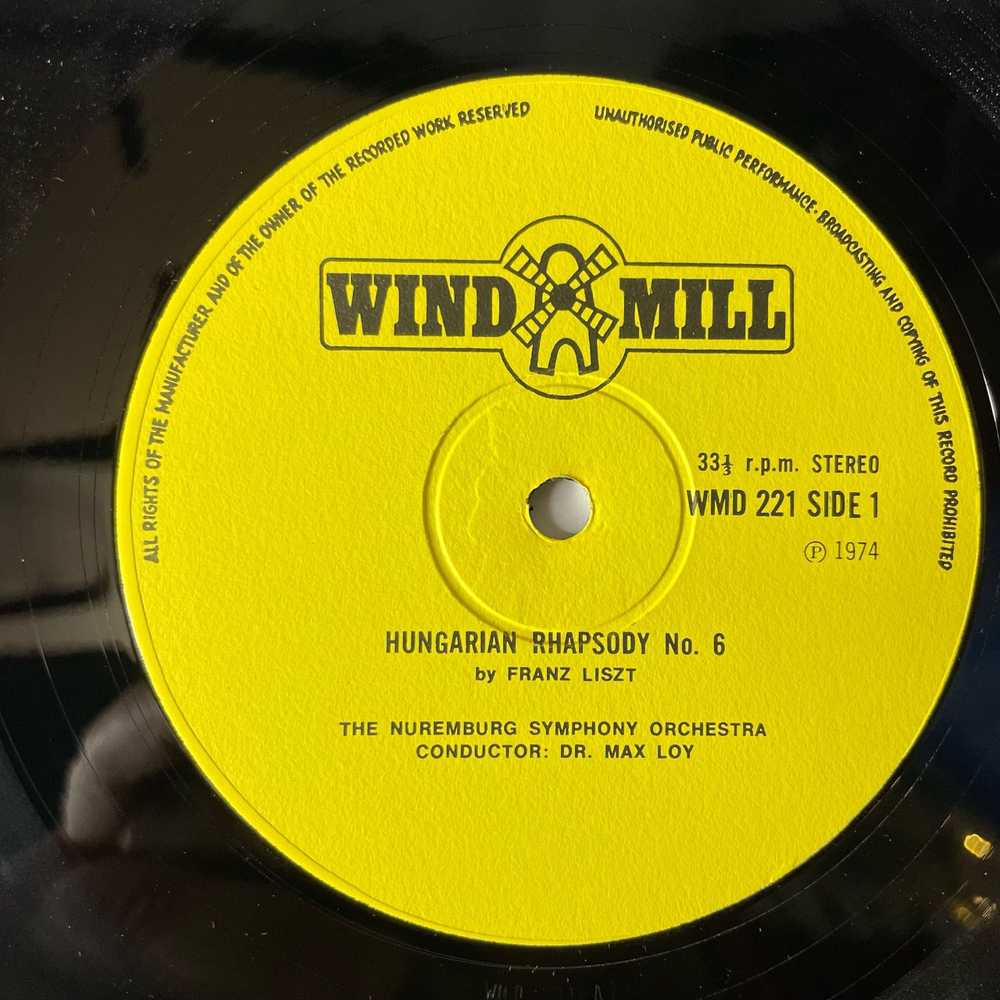 ALL RIGHTS OF THE MANUFACTURER AND OF THE OWNER OF THE RECORDED WORK RESERVED
UNAUTHORISED PUBLIC PERFORMANCE · BROADCASTING AND COPYING OF THIS RECORD PROHIBITED
WINDMILL
33⅓ r.p.m. STEREO
WMD 221 SIDE 1
℗ 1974
HUNGARIAN RHAPSODY No. 6
by FRANZ LISZT
THE NUREMBURG SYMPHONY ORCHESTRA
CONDUCTOR: DR. MAX LOY